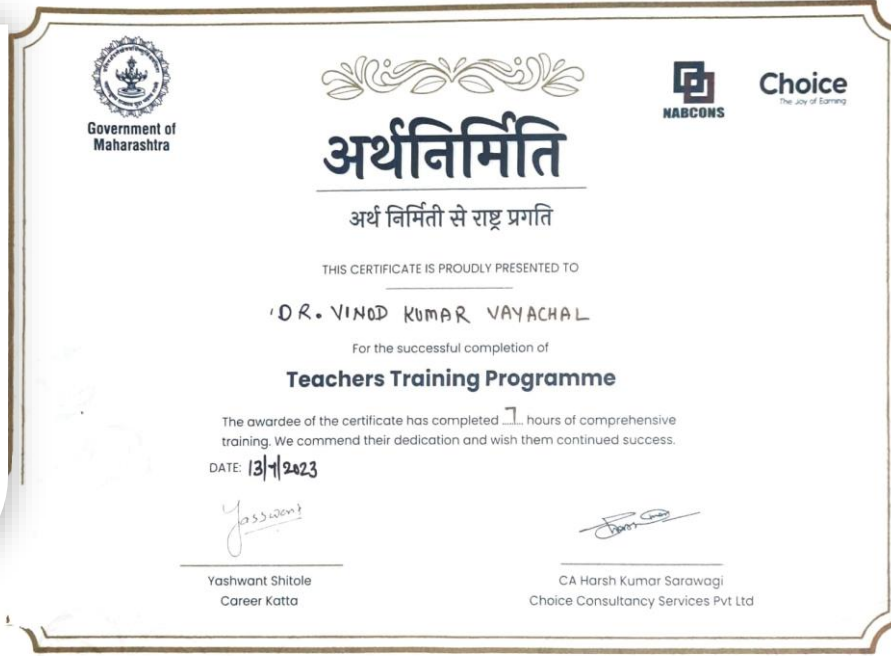 Government of
Maharashtra
NABCONS
Choice
The Joy of Earning
अर्थनिर्मिति
अर्थ निर्मिती से राष्ट्र प्रगति
THIS CERTIFICATE IS PROUDLY PRESENTED TO
DR. VINOD KUMAR VAYACHAL
For the successful completion of
Teachers Training Programme
The awardee of the certificate has completed 7 hours of comprehensive
training. We commend their dedication and wish them continued success.
DATE: 13/7/2023
Yashwant Shitole
Career Katta
CA Harsh Kumar Sarawagi
Choice Consultancy Services Pvt Ltd